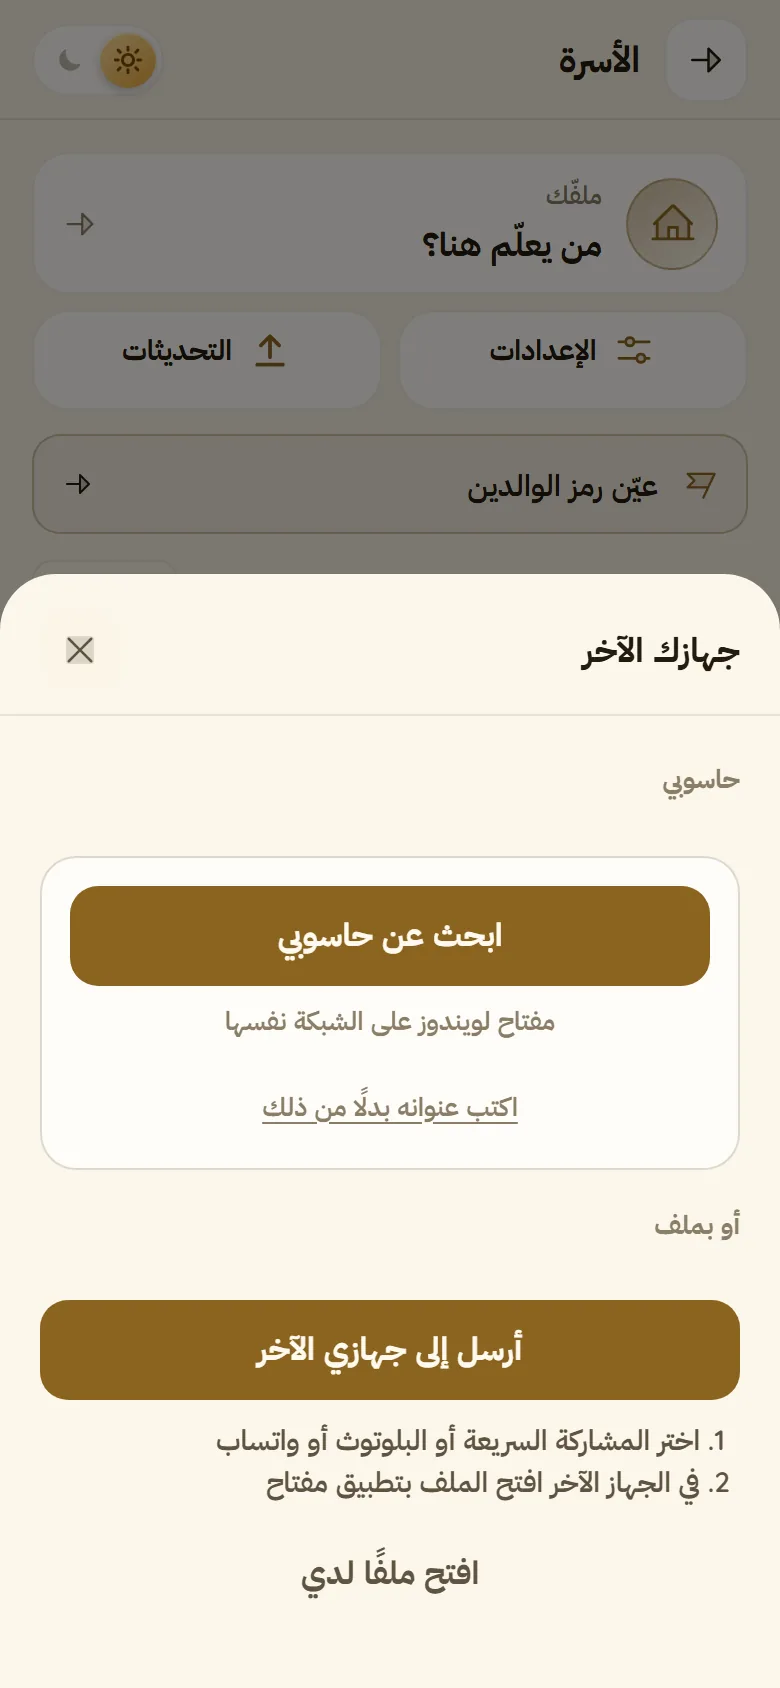 الأسرة
ملفّك
من يعلّم هنا؟
الإعدادات
التحديثات
عيّن رمز الوالدين
جهازك الآخر
حاسوبي
ابحث عن حاسوبي
مفتاح لويندوز على الشبكة نفسها
اكتب عنوانه بدلًا من ذلك
أو بملف
أرسل إلى جهازي الآخر
1. اختر المشاركة السريعة أو البلوتوث أو واتساب
2. في الجهاز الآخر افتح الملف بتطبيق مفتاح
افتح ملفًا لدي